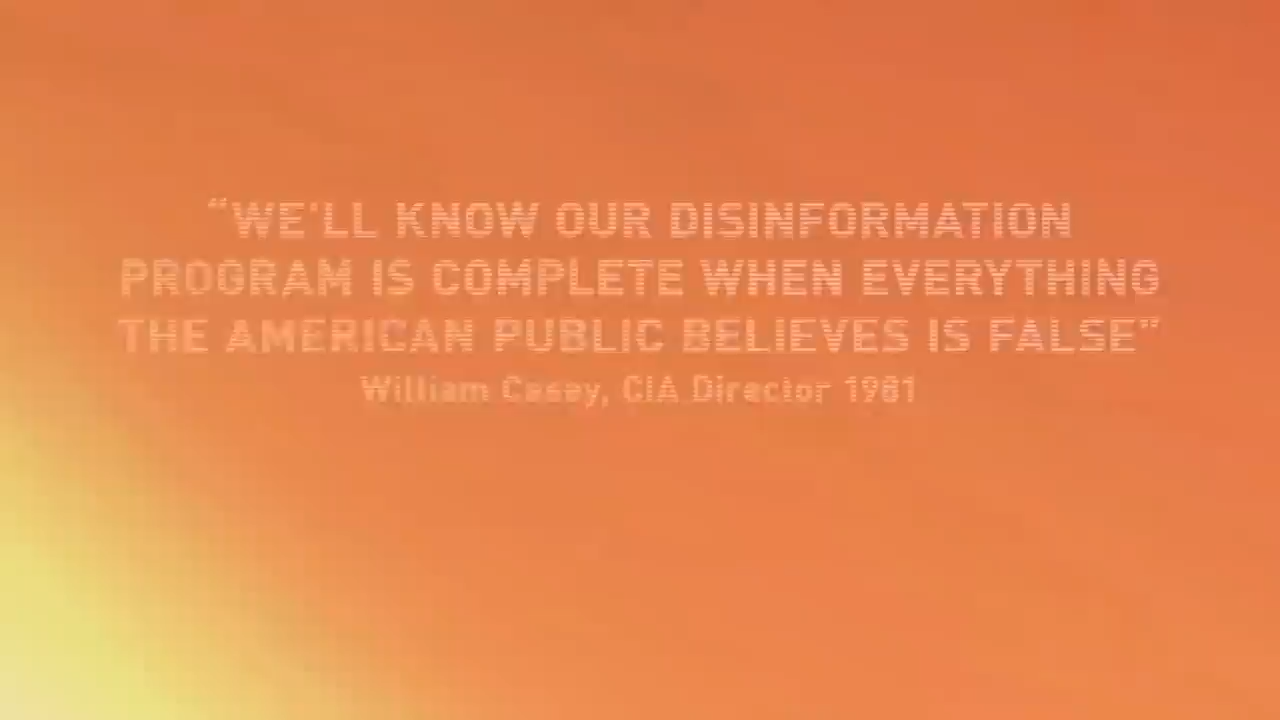 “WE'LL KNOW OUR DISINFORMATION
PROGRAM IS COMPLETE WHEN EVERYTHING
THE AMERICAN PUBLIC BELIEVES IS FALSE”
William Casey, CIA Director 1981